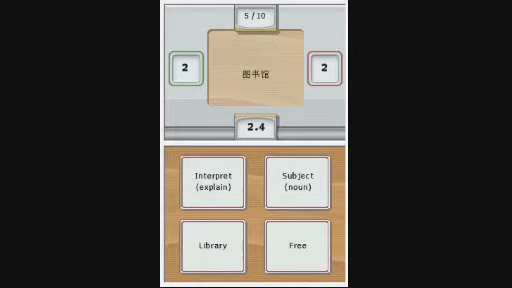 5 / 10
2
图书馆
2
2.4
Interpret
(explain)
Subject
(noun)
Library
Free